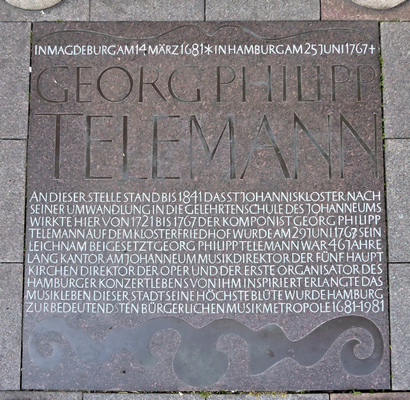 IN MAGDEBURG AM 14 MÄRZ 1681 * IN HAMBURG AM 25 JUNI 1767 +
GEORG PHILIPP
TELEMANN
AN DIESER STELLE STAND BIS 1841 DAS ST JOHANNISKLOSTER NACH
SEINER UMWANDLUNG IN DIE GELEHRTENSCHULE DES JOHANNEUMS
WIRKTE HIER VON 1721 BIS 1767 DER KOMPONIST GEORG PHILIPP
TELEMANN AUF DEM KLOSTERFRIEDHOF WURDE AM 29 JUNI 1767 SEIN
LEICHNAM BEIGESETZT GEORG PHILIPP TELEMANN WAR 46 JAHRE
LANG KANTOR AM JOHANNEUM MUSIKDIREKTOR DER FÜNF HAUPT
KIRCHEN DIREKTOR DER OPER UND DER ERSTE ORGANISATOR DES
HAMBURGER KONZERTLEBENS VON IHM INSPIRIERT ERLANGTE DAS
MUSIKLEBEN DIESER STADT SEINE HÖCHSTE BLÜTE WURDE HAMBURG
ZUR BEDEUTENDSTEN BÜRGERLICHEN MUSIKMETROPOLE 1681-1981